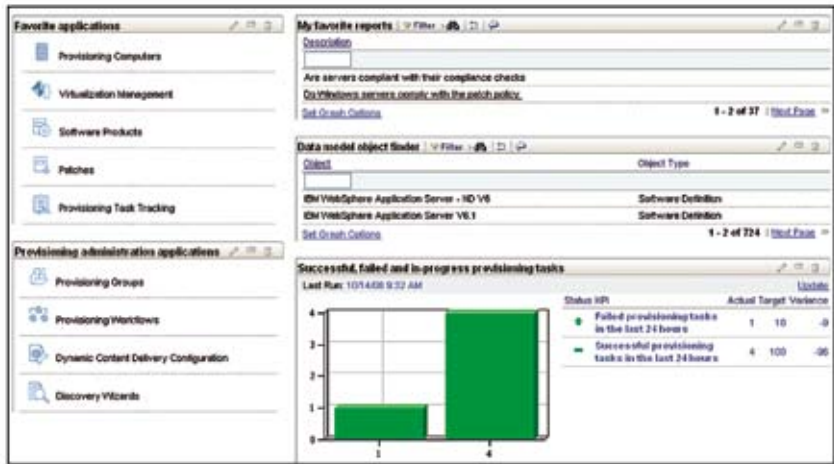 Favorite applications
Provisioning Computers
Virtualization Management
Software Products
Patches
Provisioning Task Tracking
Provisioning administration applications
Provisioning Groups
Provisioning Workflows
Dynamic Content Delivery Configuration
Discovery Wizards
My favorite reports Filter
Description
Are servers compliant with their compliance checks
Do Windows servers comply with the patch policy.
Set Graph Options 1 - 2 of 37 Next Page
Data model object finder Filter
Object Object Type
IBM WebSphere Application Server - ND V6 Software Definition
IBM WebSphere Application Server V6.1 Software Definition
Set Graph Options 1 - 2 of 724 Next Page
Successful, failed and in-progress provisioning tasks
Last Run: 10/14/08 9:32 AM Update
Status KPI Actual Target Variance
Failed provisioning tasks in the last 24 hours 1 10 -9
Successful provisioning tasks in the last 24 hours 4 100 -96
4
3
2
1
0
1 4